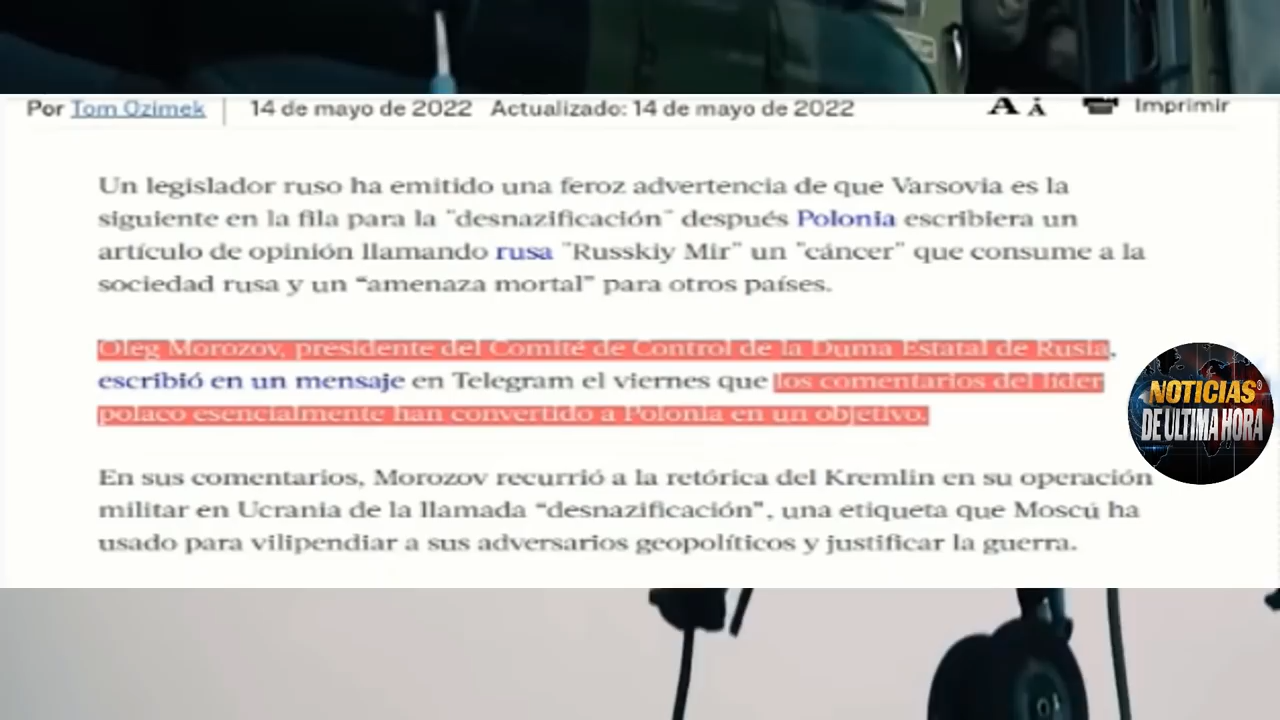 Por Tom Ozimek | 14 de mayo de 2022 Actualizado: 14 de mayo de 2022 A A Imprimir
Un legislador ruso ha emitido una feroz advertencia de que Varsovia es la
siguiente en la fila para la "desnazificación" después Polonia escribiera un
artículo de opinión llamando rusa "Russkiy Mir" un "cáncer" que consume a la
sociedad rusa y un “amenaza mortal” para otros países.
Oleg Morozov, presidente del Comité de Control de la Duma Estatal de Rusia,
escribió en un mensaje en Telegram el viernes que los comentarios del líder
polaco esencialmente han convertido a Polonia en un objetivo.
En sus comentarios, Morozov recurrió a la retórica del Kremlin en su operación
militar en Ucrania de la llamada “desnazificación”, una etiqueta que Moscú ha
usado para vilipendiar a sus adversarios geopolíticos y justificar la guerra.
NOTICIAS®
DE ULTIMA HORA